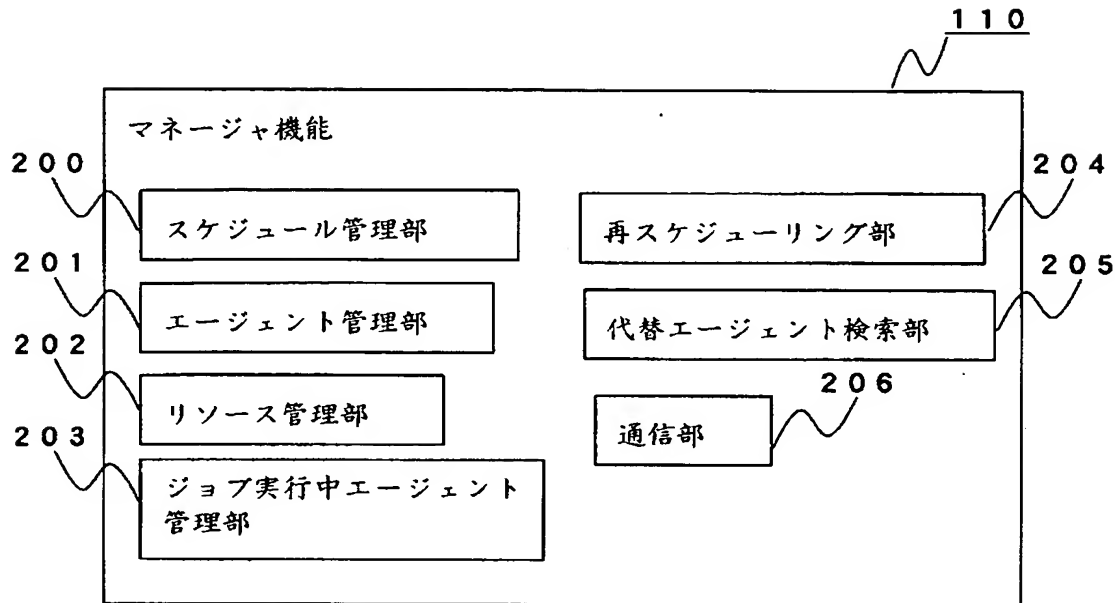 110
マネージャ機能
200
スケジュール管理部
201
エージェント管理部
202
リソース管理部
203
ジョブ実行中エージェント
管理部
204
再スケジューリング部
205
代替エージェント検索部
206
通信部